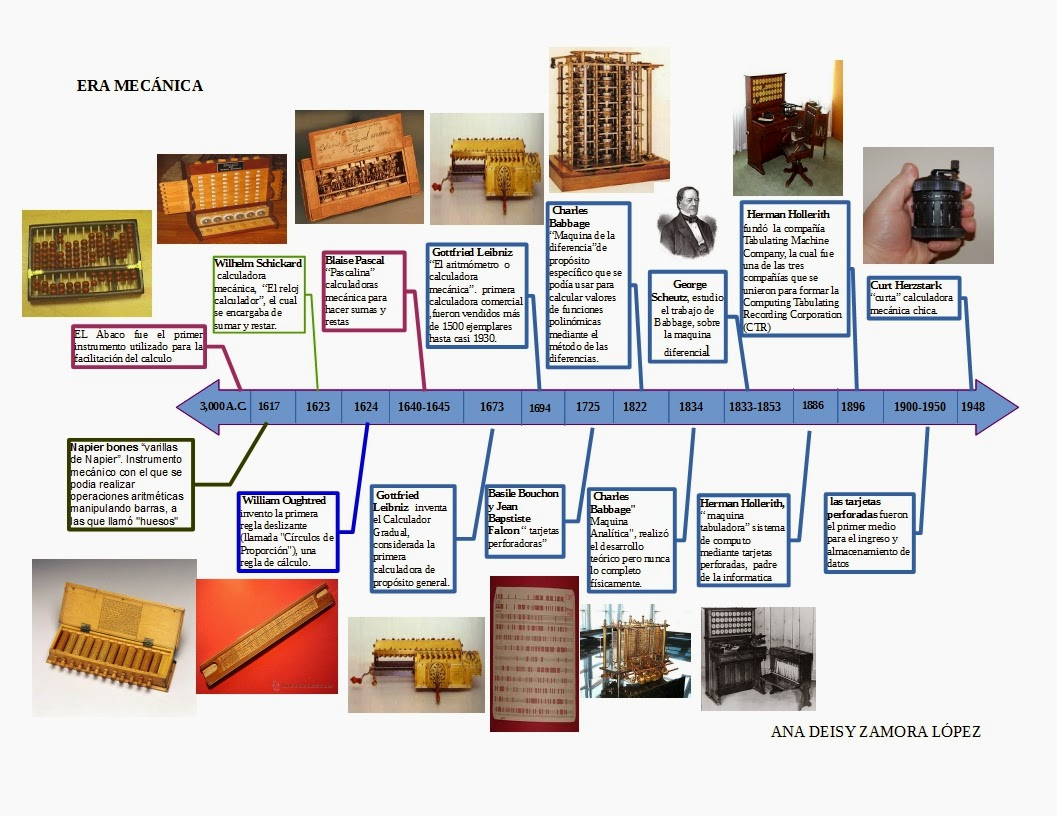 ERA MECÁNICA
EL Abaco fue el primer
instrumento utilizado para la
facilitación del calculo
Wilhelm Schickard
calculadora
mecánica, "El reloj
calculador", el cual
se encargaba de
sumar y restar.
Blaise Pascal
"Pascalina"
calculadoras
mecánica para
hacer sumas y
restas
Gottfried Leibniz
"El aritmómetro o
calculadora
mecánica". primera
calculadora comercial
,fueron vendidos más
de 1500 ejemplares
hasta casi 1930.
Charles
Babbage
"Maquina de la
diferencia"de
propósito
específico que se
podía usar para
calcular valores
de funciones
polinómicas
mediante el
método de las
diferencias.
George
Scheutz, estudio
el trabajo de
Babbage, sobre
la maquina
diferencial
Herman Hollerith
fundó la compañía
Tabulating Machine
Company, la cual fue
una de las tres
compañías que se
unieron para formar la
Computing Tabulating
Recording Corporation
(CTR)
Curt Herzstark
"curta" calculadora
mecánica chica.
3,000 A.C. 1617 1623 1624 1640-1645 1673 1694 1725 1822 1834 1833-1853 1886 1896 1900-1950 1948
Napier bones "varillas
de Napier". Instrumento
mecánico con el que se
podia realizar
operaciones aritméticas
manipulando barras, a
las que llamó "huesos"
William Oughtred
invento la primera
regla deslizante
(llamada "Círculos de
Proporción"), una
regla de cálculo.
Gottfried
Leibniz inventa
el Calculador
Gradual,
considerada la
primera
calculadora de
propósito general.
Basile Bouchon
y Jean
Bapstiste
Falcon " tarjetas
perforadoras"
Charles
Babbage"
Maquina
Analítica", realizó
el desarrollo
teórico pero nunca
lo completo
físicamente.
Herman Hollerith,
" maquina
tabuladora" sistema
de computo
mediante tarjetas
perforadas, padre
de la informatica
las tarjetas
perforadas fueron
el primer medio
para el ingreso y
almacenamiento de
datos
ANA DEISY ZAMORA LÓPEZ